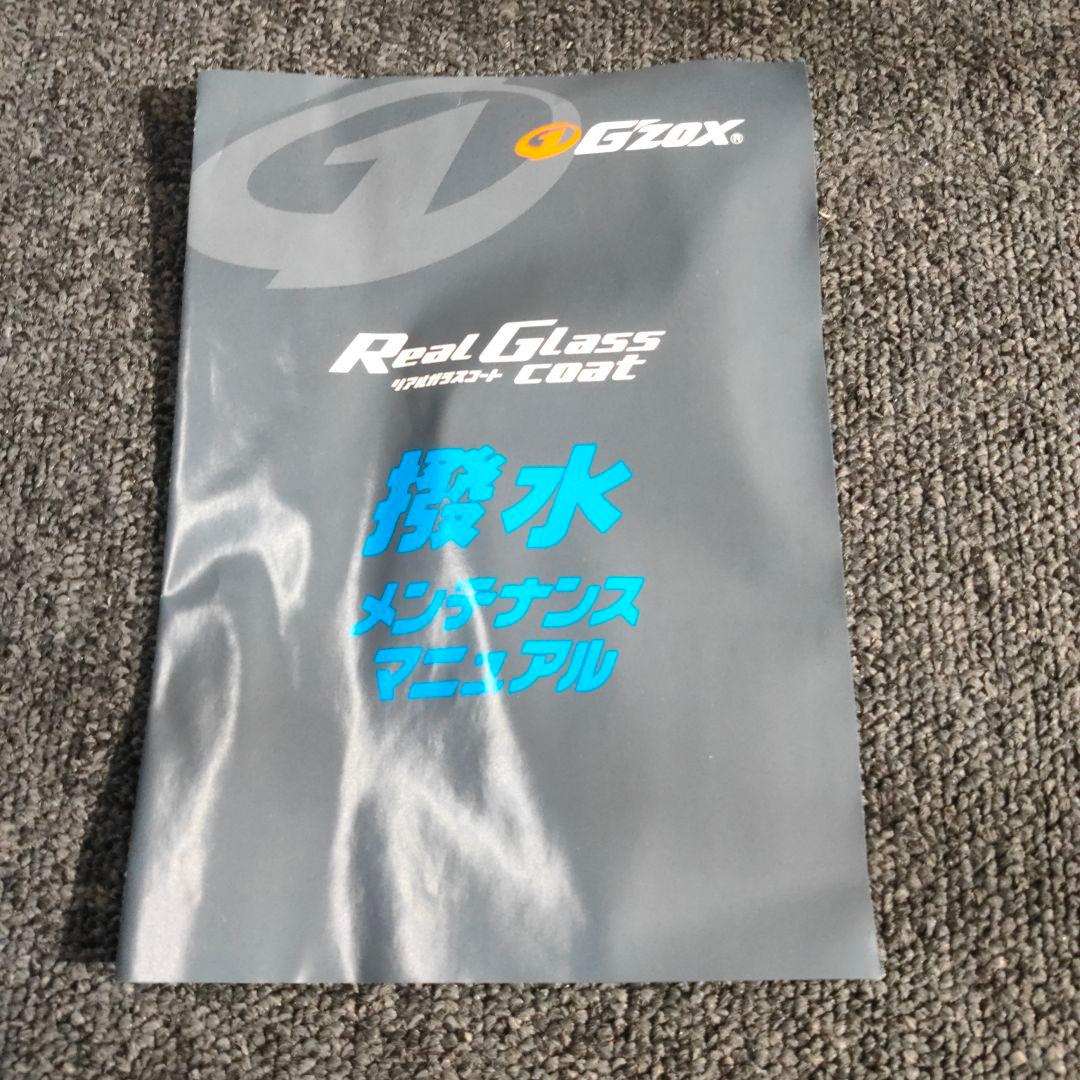 G'ZOX®
Real Glass
リアルガラスコート coat
撥水
メンテナンス
マニュアル